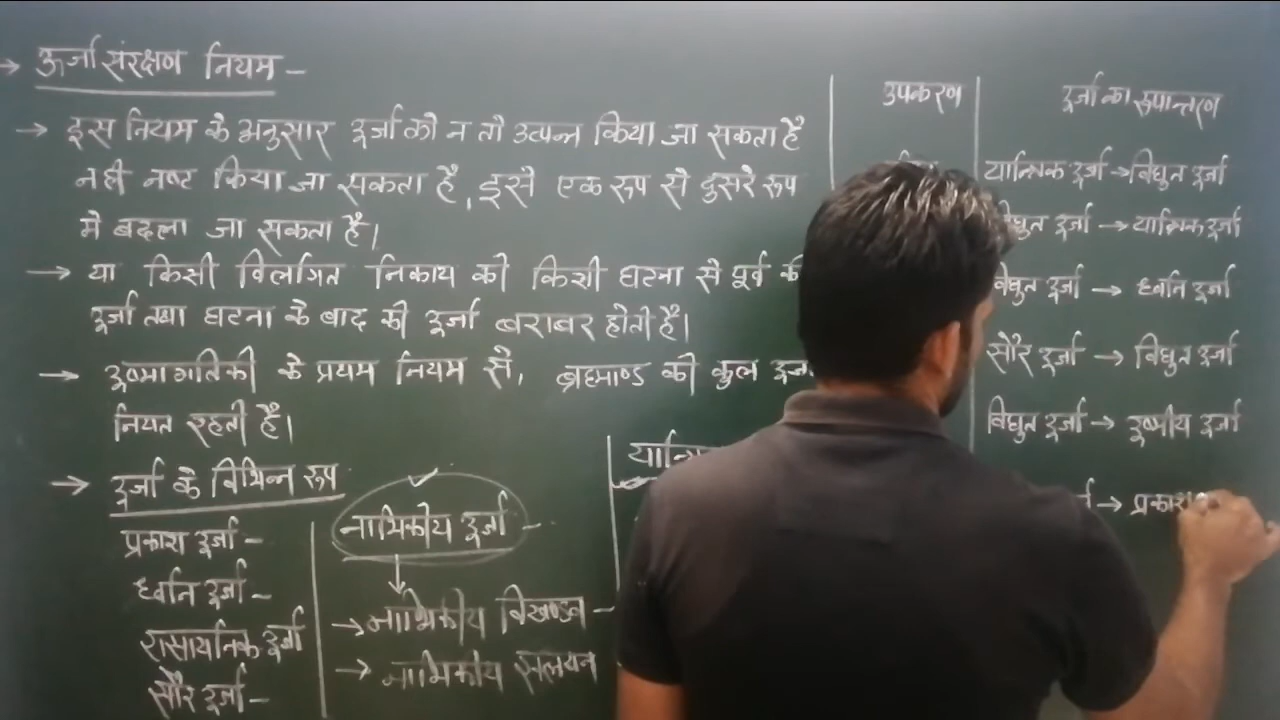 → ऊर्जा संरक्षण नियम –
→ इस नियम के अनुसार ऊर्जा को न तो उत्पन्न किया जा सकता है
न ही नष्ट किया जा सकता है, इसे एक रूप से दुसरे रूप
मे बदला जा सकता है।
→ या किसी विलगित निकाय की किसी घटना से पूर्व की
ऊर्जा तथा घटना के बाद की ऊर्जा बराबर होती है।
→ ऊष्मागतिकी के प्रथम नियम से, ब्रह्माण्ड की कुल
नियत रहती है।
→ ऊर्जा के विभिन्न रूप
प्रकाश ऊर्जा –
ध्वनि ऊर्जा –
रासायनिक ऊर्जा
सौर ऊर्जा –
नाभिकीय ऊर्जा –
→ नाभिकीय विखण्डन –
→ नाभिकीय संलयन
उपकरण
ऊर्जा का रुपान्तरण
यान्त्रिक ऊर्जा → विद्युत ऊर्जा
विद्युत ऊर्जा → यान्त्रिक ऊर्जा
विद्युत ऊर्जा → ध्वनि ऊर्जा
सौर ऊर्जा → विद्युत ऊर्जा
विद्युत ऊर्जा → ऊष्मीय ऊर्जा
→ प्रकाश